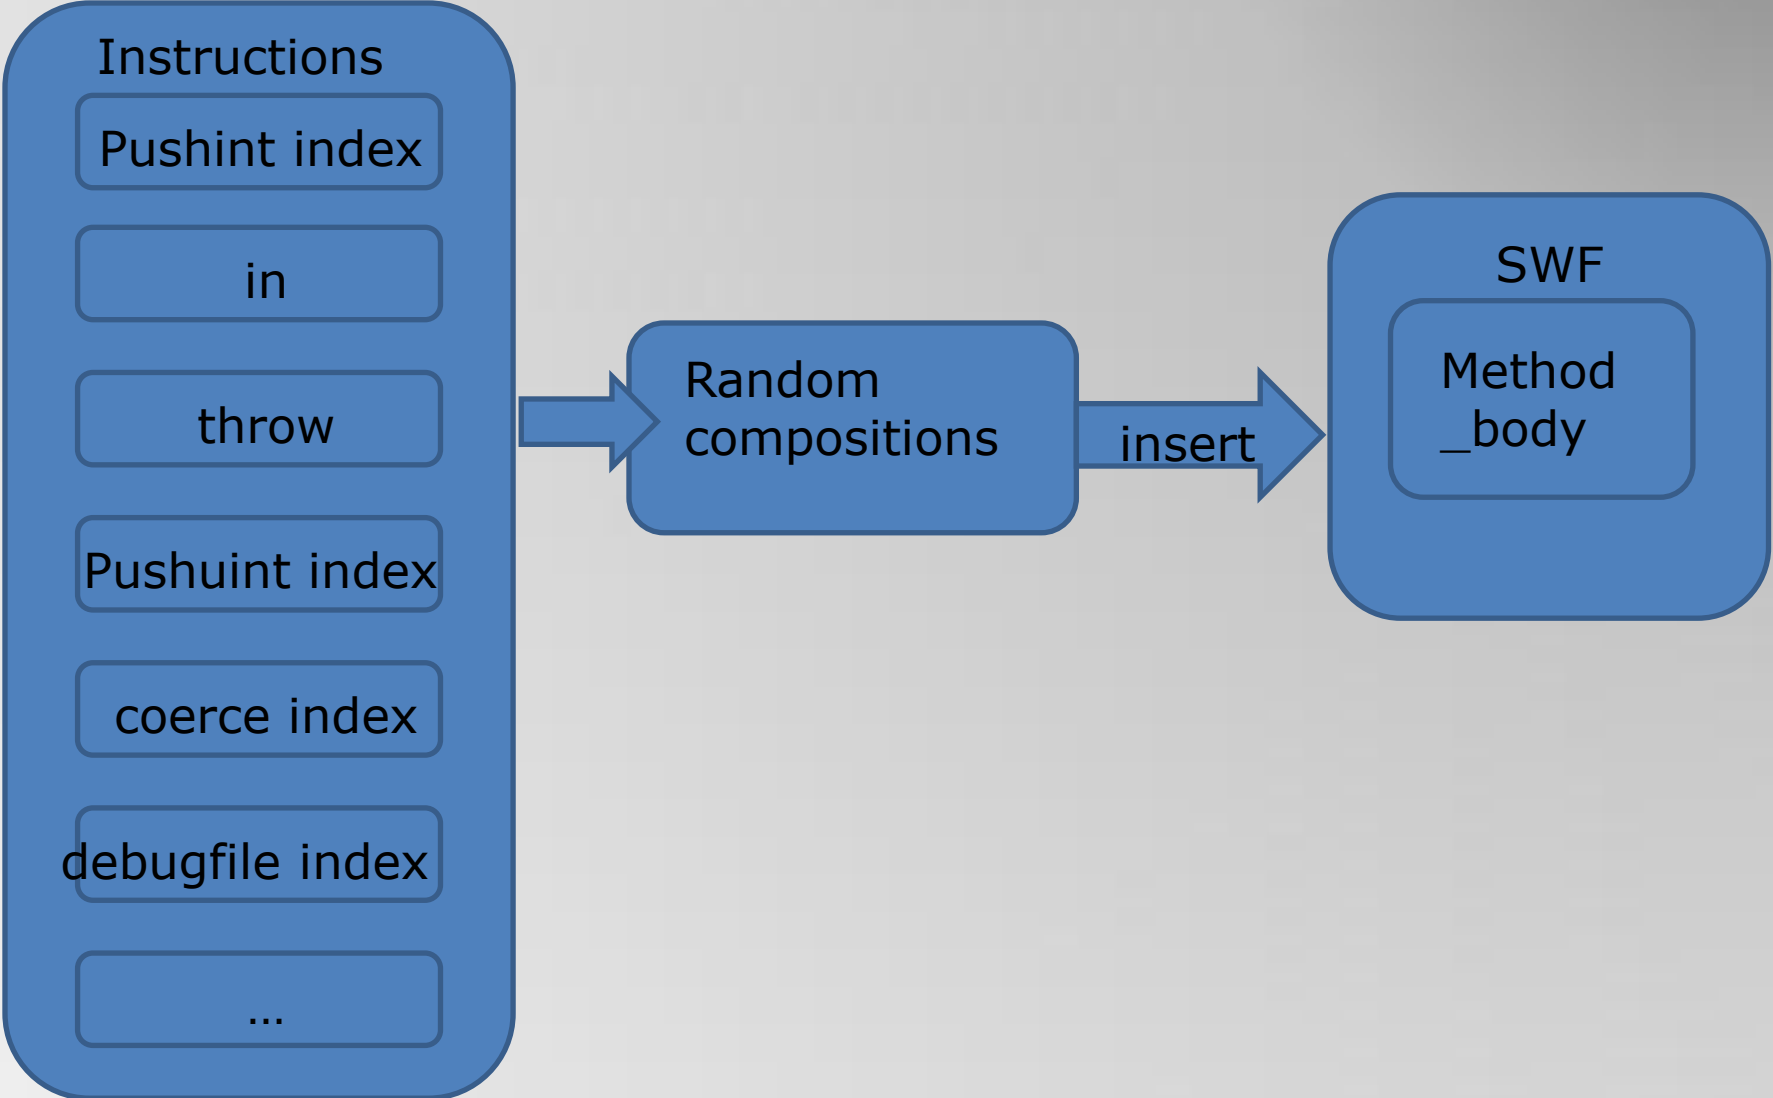 Instructions
Pushint index
in
throw
Pushuint index
coerce index
debugfile index
...
Random
compositions
insert
SWF
Method
_body